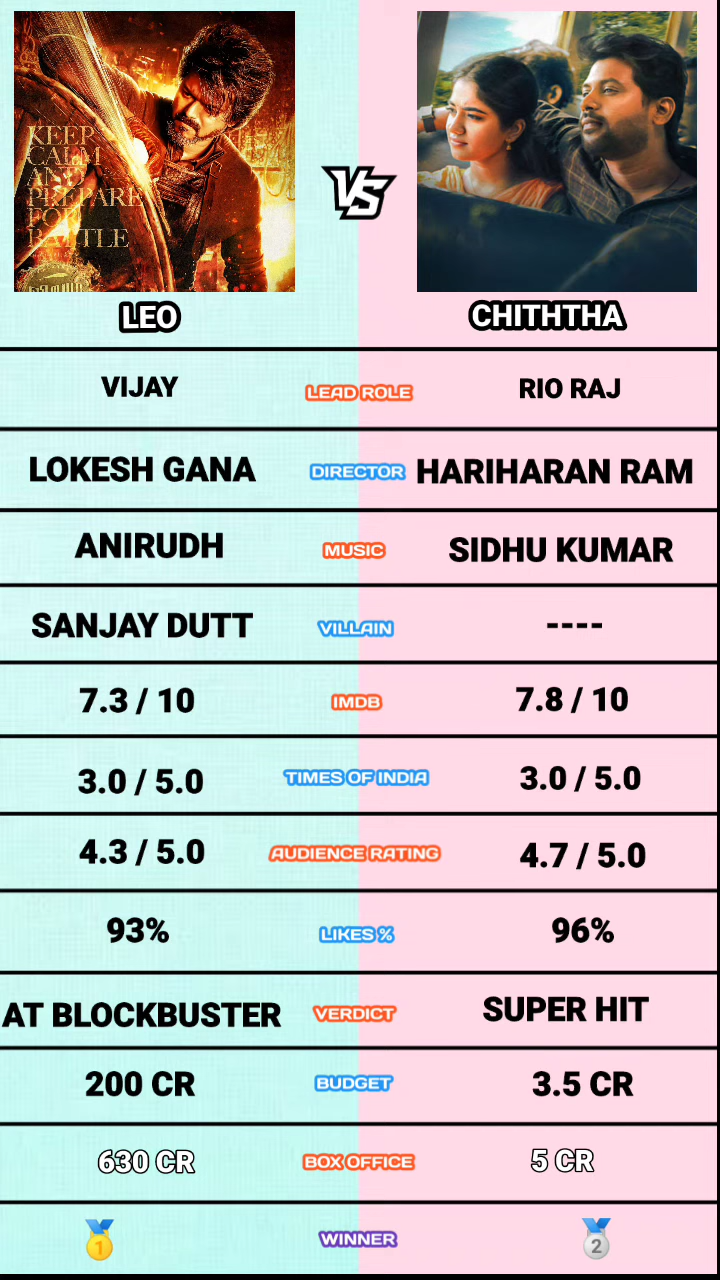 KEEP
CALM
AND
PREPARE
FOR
BATTLE
VS
LEO
CHITHTHA
VIJAY LEAD ROLE RIO RAJ
LOKESH GANA DIRECTOR HARIHARAN RAM
ANIRUDH MUSIC SIDHU KUMAR
SANJAY DUTT VILLAIN ----
7.3 / 10 IMDB 7.8 / 10
3.0 / 5.0 TIMES OF INDIA 3.0 / 5.0
4.3 / 5.0 AUDIENCE RATING 4.7 / 5.0
93% LIKES % 96%
AT BLOCKBUSTER VERDICT SUPER HIT
200 CR BUDGET 3.5 CR
630 CR BOX OFFICE 5 CR
1 WINNER 2